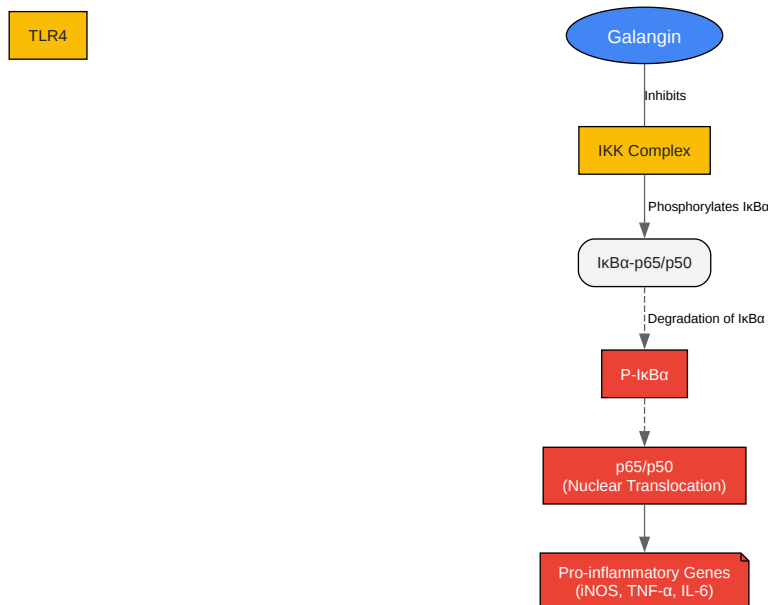 TLR4
Galangin
Inhibits
IKK Complex
Phosphorylates IκBα
IκBα-p65/p50
Degradation of IκBα
P-IκBα
p65/p50
(Nuclear Translocation)
Pro-inflammatory Genes
(iNOS, TNF-α, IL-6)